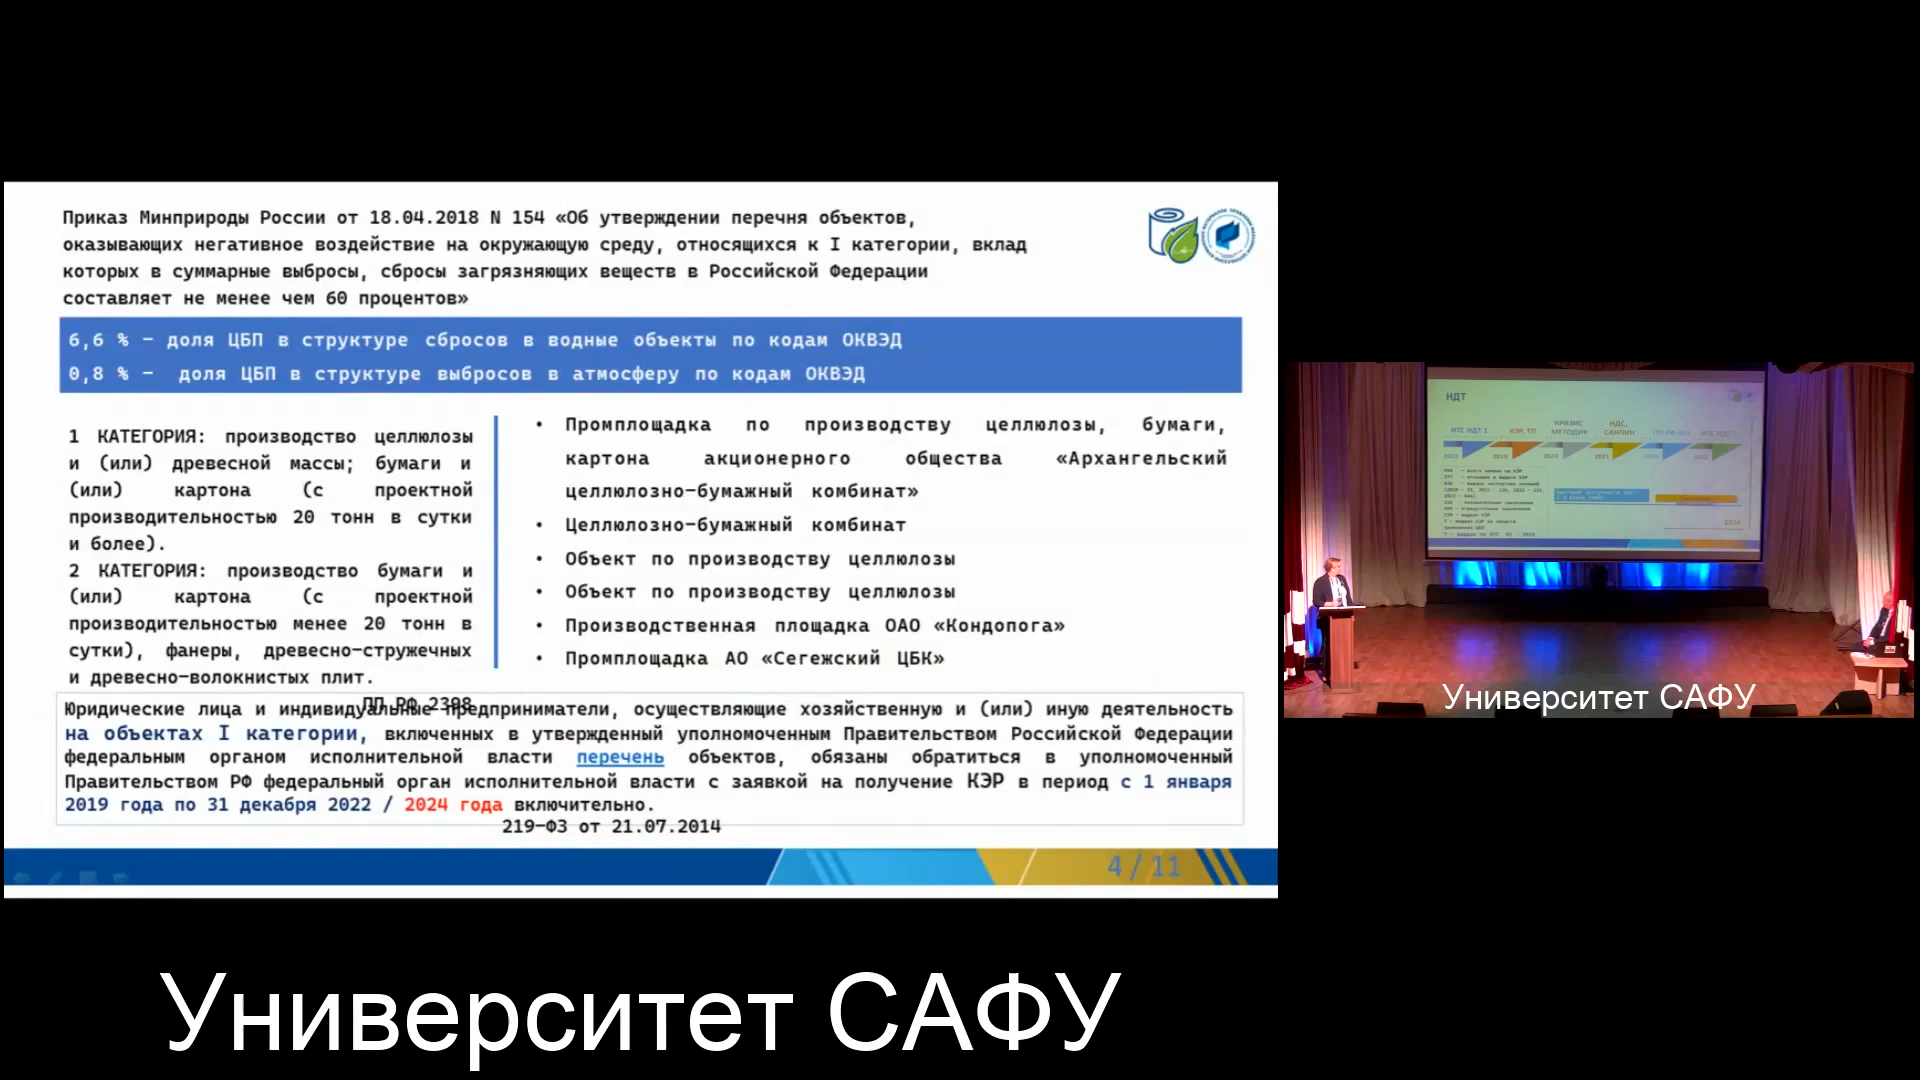 Приказ Минприроды России от 18.04.2018 N 154 «Об утверждении перечня объектов,
оказывающих негативное воздействие на окружающую среду, относящихся к I категории, вклад
которых в суммарные выбросы, сбросы загрязняющих веществ в Российской Федерации
составляет не менее чем 60 процентов»
6,6 % – доля ЦБП в структуре сбросов в водные объекты по кодам ОКВЭД
0,8 % – доля ЦБП в структуре выбросов в атмосферу по кодам ОКВЭД
1 КАТЕГОРИЯ: производство целлюлозы
и (или) древесной массы; бумаги и
(или) картона (с проектной
производительностью 20 тонн в сутки
и более).
2 КАТЕГОРИЯ: производство бумаги и
(или) картона (с проектной
производительностью менее 20 тонн в
сутки), фанеры, древесно-стружечных
и древесно-волокнистых плит.
ПП РФ 2398
• Промплощадка по производству целлюлозы, бумаги,
картона акционерного общества «Архангельский
целлюлозно-бумажный комбинат»
• Целлюлозно-бумажный комбинат
• Объект по производству целлюлозы
• Объект по производству целлюлозы
• Производственная площадка ОАО «Кондопога»
• Промплощадка АО «Сегежский ЦБК»
Юридические лица и индивидуальные предприниматели, осуществляющие хозяйственную и (или) иную деятельность
на объектах I категории, включенных в утвержденный уполномоченным Правительством Российской Федерации
федеральным органом исполнительной власти перечень объектов, обязаны обратиться в уполномоченный
Правительством РФ федеральный орган исполнительной власти с заявкой на получение КЭР в период с 1 января
2019 года по 31 декабря 2022 / 2024 года включительно.
219-ФЗ от 21.07.2014
4 / 11
НДТ
ИТС НДТ 1
КЭР, ТП
КРИЗИС
МЕТОДИК
НДС,
САНПИН
Университет САФУ
Университет САФУ